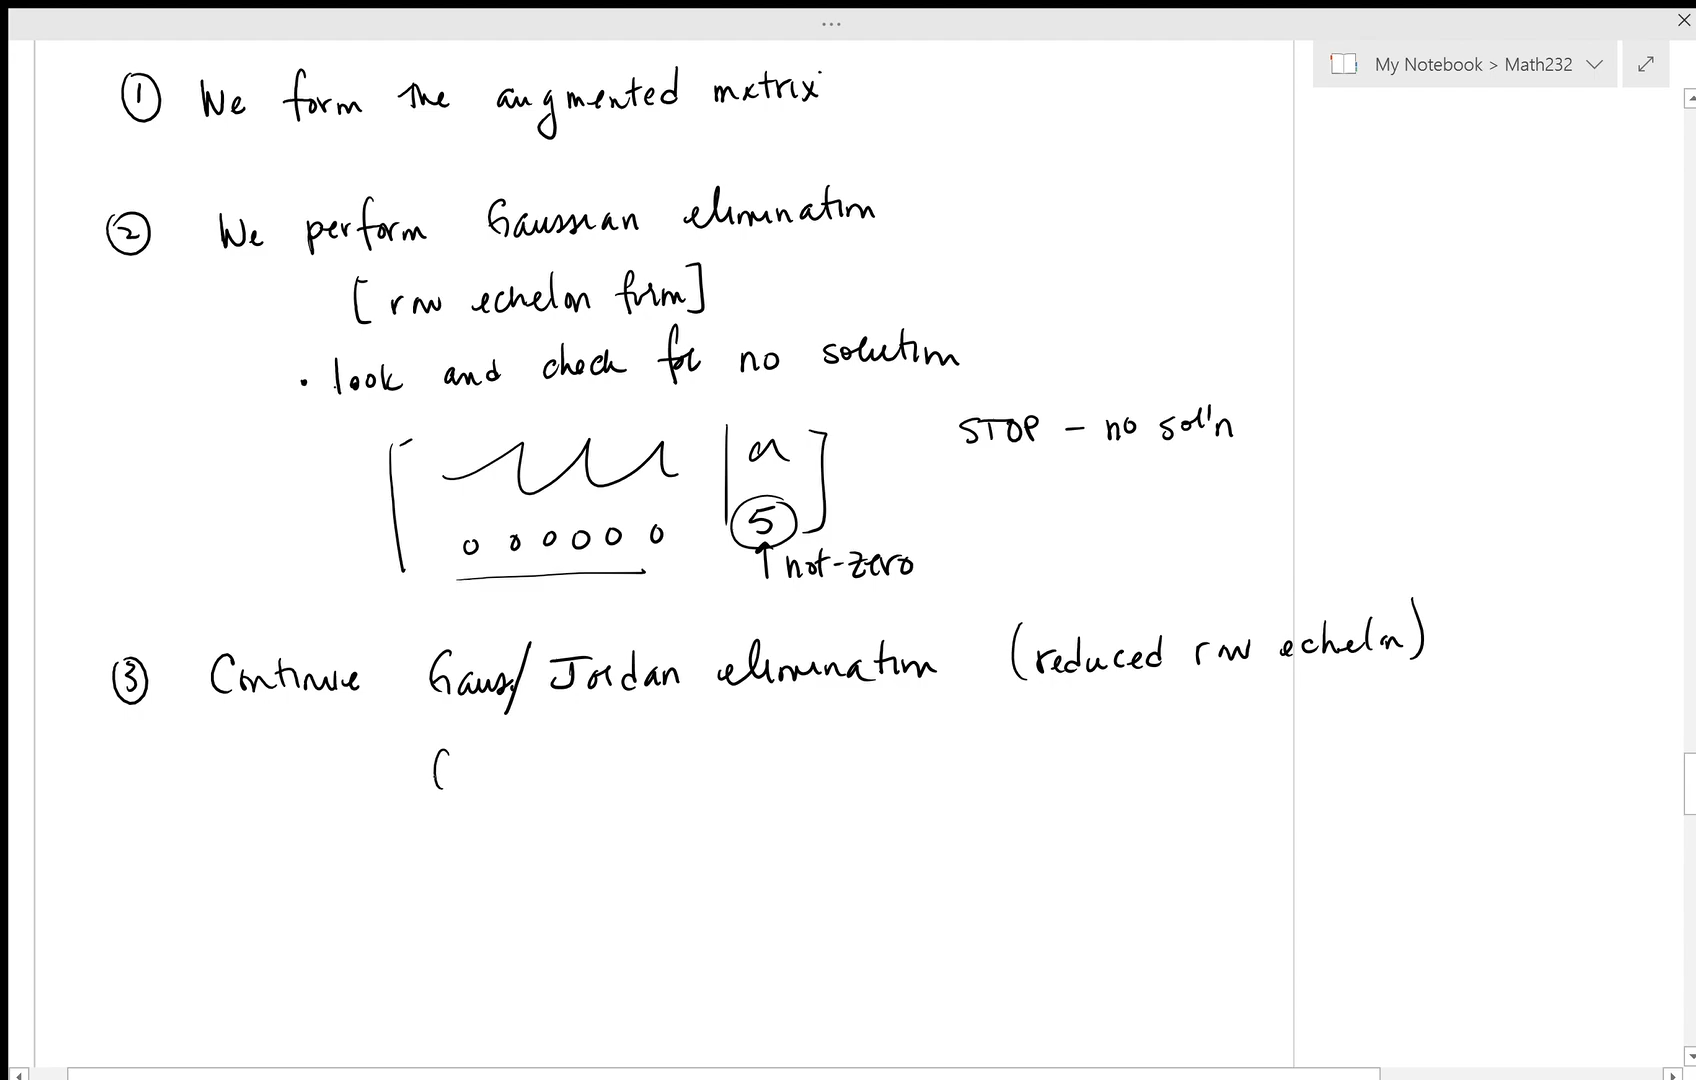 ...
My Notebook > Math232
① We form the augmented matrix
② We perform Gaussian elimination
[row echelon form]
• look and check for no solution
STOP - no sol'n
0 0 0 0 0 0 | 5
↑ not-zero
③ Continue Gauss/Jordan elimination (reduced row echelon)
(